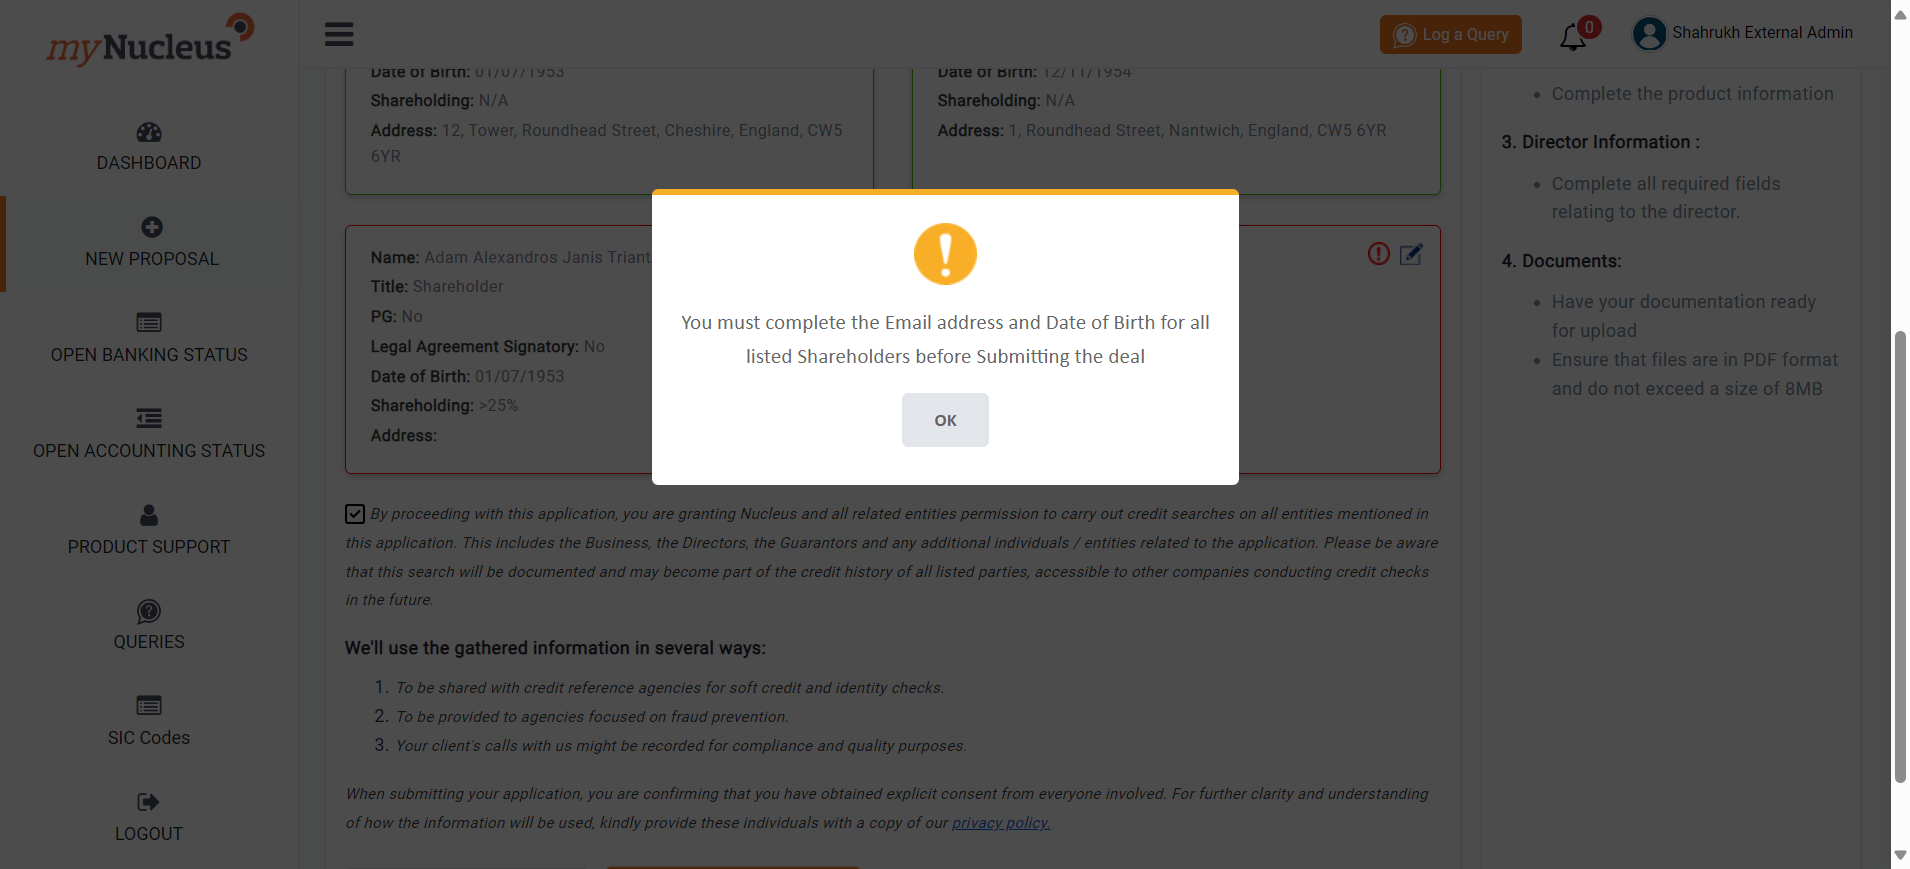 myNucleus
Log a Query
0
Shahrukh External Admin
DASHBOARD
NEW PROPOSAL
OPEN BANKING STATUS
OPEN ACCOUNTING STATUS
PRODUCT SUPPORT
QUERIES
SIC Codes
LOGOUT
Date of Birth: 01/07/1953
Shareholding: N/A
Address: 12, Tower, Roundhead Street, Cheshire, England, CW5
6YR
Date of Birth: 12/11/1954
Shareholding: N/A
Address: 1, Roundhead Street, Nantwich, England, CW5 6YR
Name: Adam Alexandros Janis
Title: Shareholder
PG: No
Legal Agreement Signatory: No
Date of Birth: 01/07/1953
Shareholding: >25%
Address:
You must complete the Email address and Date of Birth for all
listed Shareholders before Submitting the deal
OK
By proceeding with this application, you are granting Nucleus and all related entities permission to carry out credit searches on all entities mentioned in
this application. This includes the Business, the Directors, the Guarantors and any additional individuals / entities related to the application. Please be aware
that this search will be documented and may become part of the credit history of all listed parties, accessible to other companies conducting credit checks
in the future.
We'll use the gathered information in several ways:
1. To be shared with credit reference agencies for soft credit and identity checks.
2. To be provided to agencies focused on fraud prevention.
3. Your client's calls with us might be recorded for compliance and quality purposes.
When submitting your application, you are confirming that you have obtained explicit consent from everyone involved. For further clarity and understanding
of how the information will be used, kindly provide these individuals with a copy of our privacy policy.
• Complete the product information
3. Director Information :
• Complete all required fields
relating to the director.
4. Documents:
• Have your documentation ready
for upload
• Ensure that files are in PDF format
and do not exceed a size of 8MB